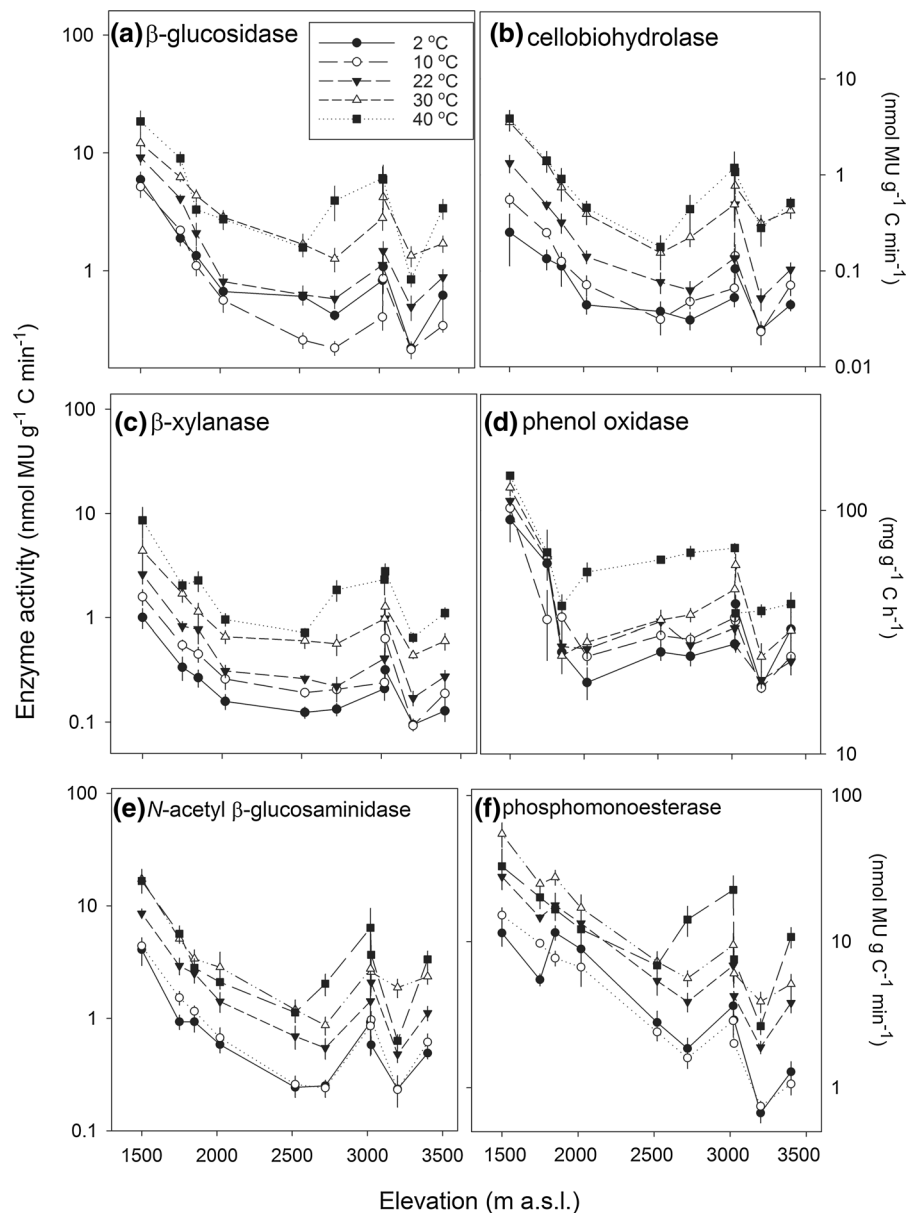 (a) β-glucosidase
2 °C
10 °C
22 °C
30 °C
40 °C
100
10
1
(b) cellobiohydrolase
10
1
0.1
0.01
(nmol MU g⁻¹ C min⁻¹)
Enzyme activity (nmol MU g⁻¹ C min⁻¹)
(c) β-xylanase
100
10
1
0.1
(d) phenol oxidase
100
10
(mg g⁻¹ C h⁻¹)
(e) N-acetyl β-glucosaminidase
100
10
1
0.1
(f) phosphomonoesterase
100
10
1
(nmol MU g C⁻¹ min⁻¹)
1500 2000 2500 3000 3500 1500 2000 2500 3000 3500
Elevation (m a.s.l.)